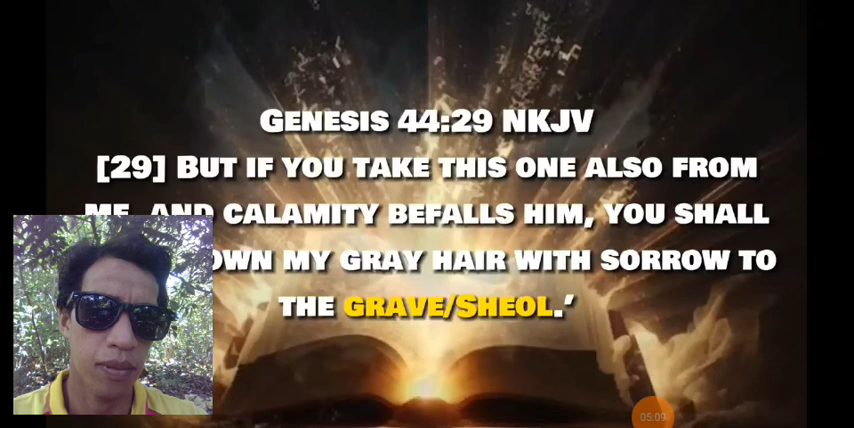 Genesis 44:29 NKJV
[29] But if you take this one also from
me, and calamity befalls him, you shall
own my gray hair with sorrow to
the grave/Sheol.’
05:09